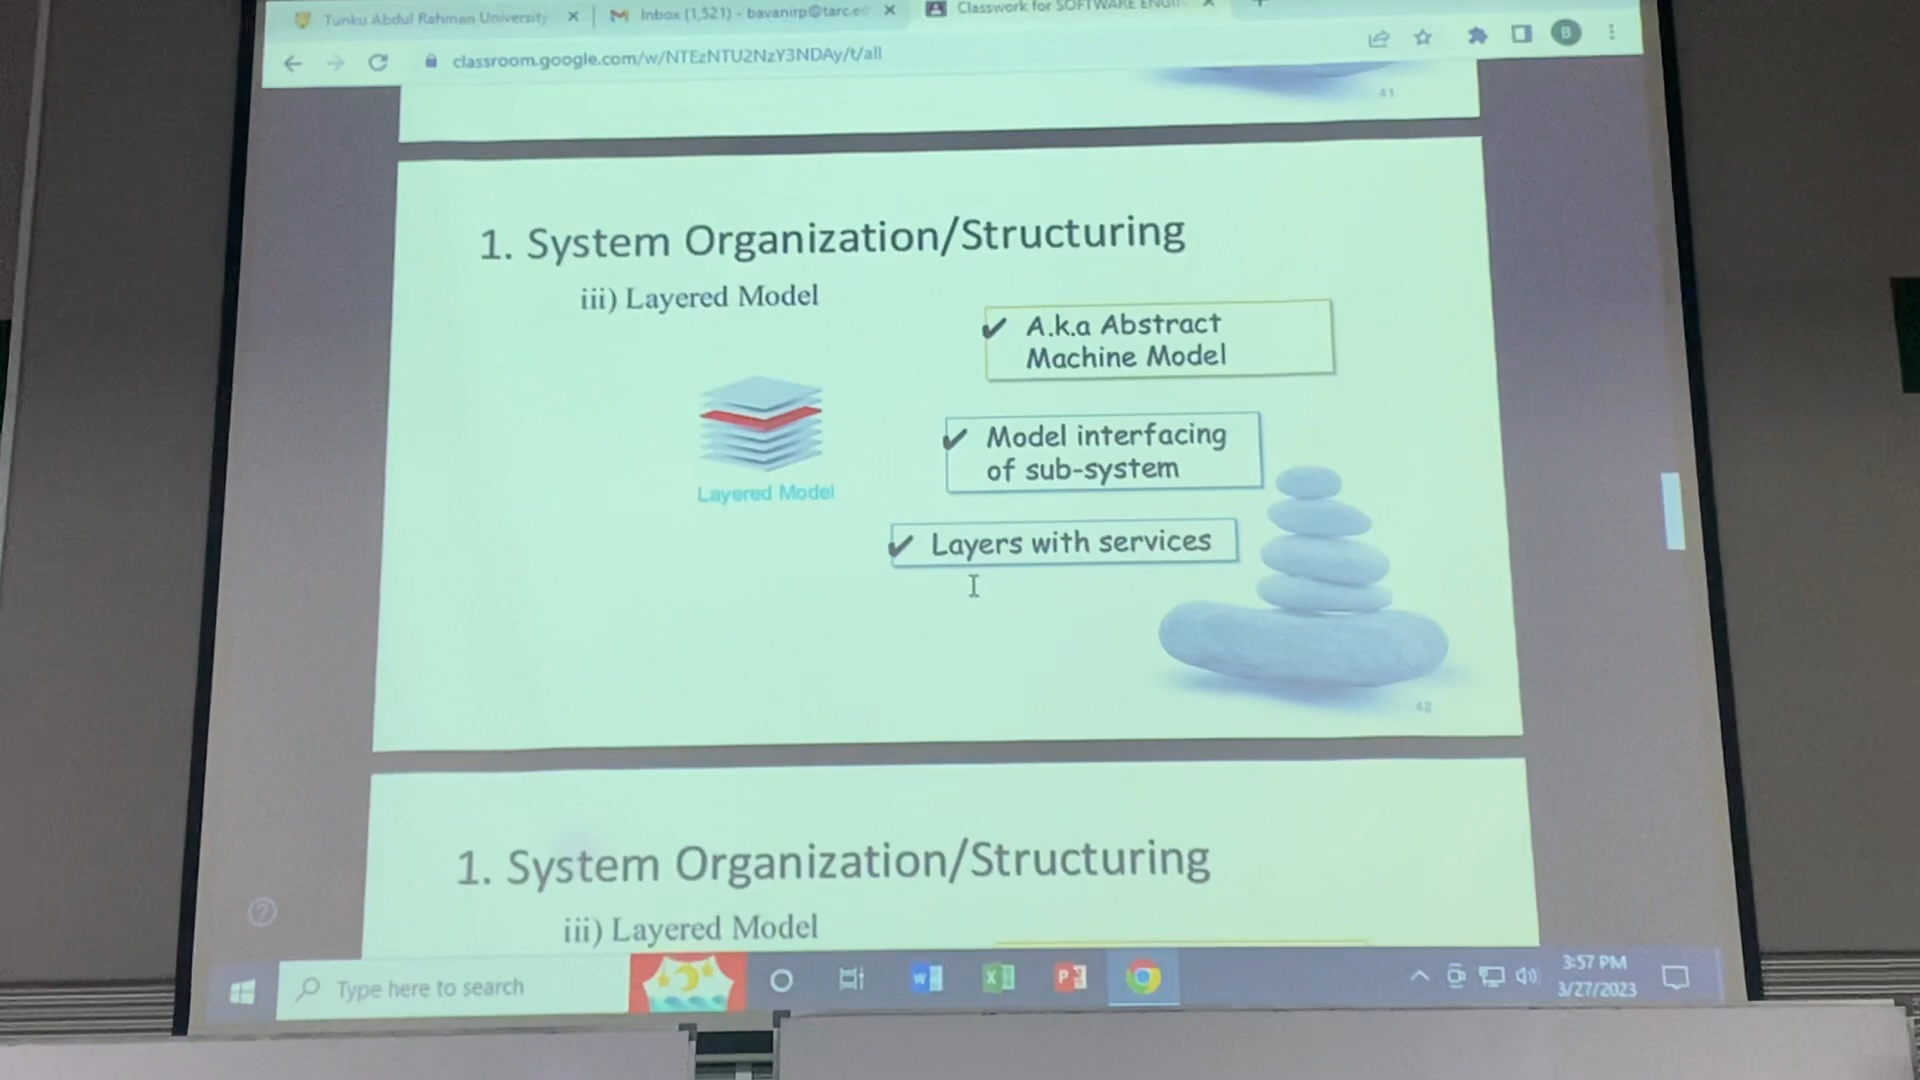 Tunku Abdul Rahman University
Inbox (1,521) - bavanirp@tarc.e
Classwork for SOFTWARE ENGI
classroom.google.com/w/NTEzNTU2NzY3NDAy/t/all
B
41
1. System Organization/Structuring
iii) Layered Model
✔ A.k.a Abstract
Machine Model
✔ Model interfacing
of sub-system
Layered Model
✔ Layers with services
42
1. System Organization/Structuring
iii) Layered Model
Type here to search
3:57 PM
3/27/2023